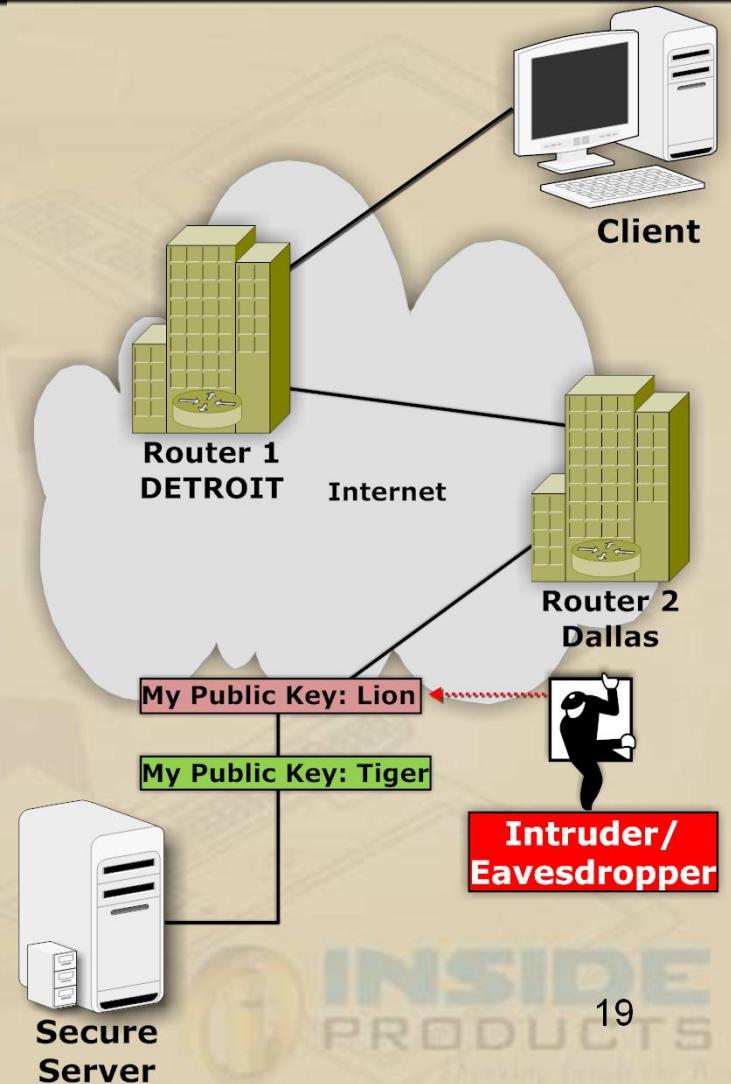 Client
Router 1
DETROIT
Internet
Router 2
Dallas
My Public Key: Lion
My Public Key: Tiger
Intruder/
Eavesdropper
Secure
Server
INSIDE
PRODUCTS
19